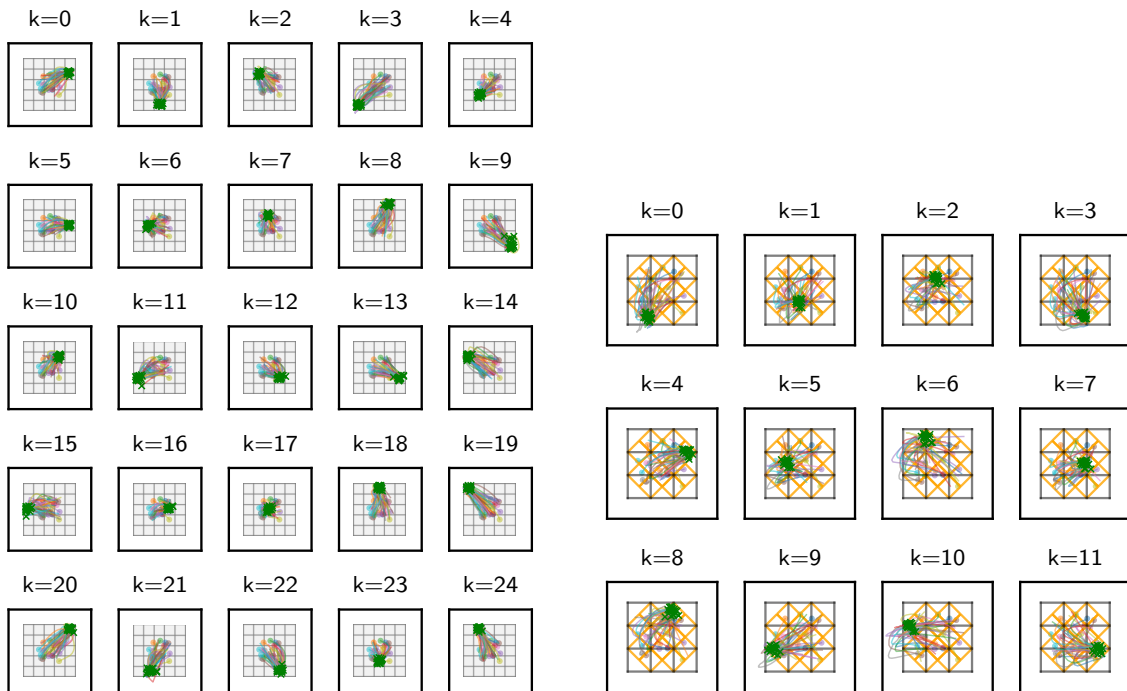 k=0 k=1 k=2 k=3 k=4
k=5 k=6 k=7 k=8 k=9
k=10 k=11 k=12 k=13 k=14
k=15 k=16 k=17 k=18 k=19
k=20 k=21 k=22 k=23 k=24
k=0 k=1 k=2 k=3
k=4 k=5 k=6 k=7
k=8 k=9 k=10 k=11